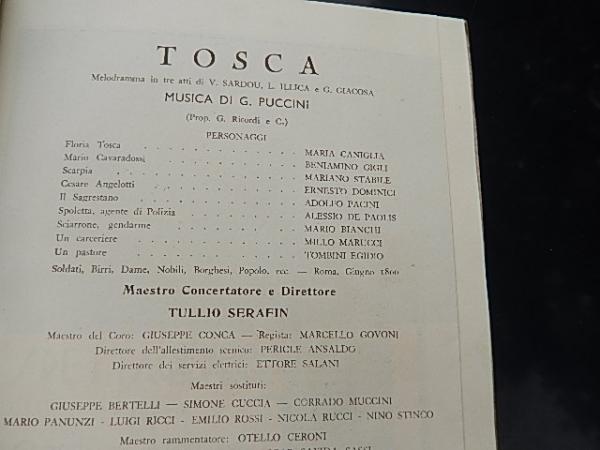 TOSCA
Melodramma in tre atti di V. SARDOU, L. ILLICA e G. GIACOSA
MUSICA DI G. PUCCINI
(Prop. G. Ricordi e C.)
PERSONAGGI
Floria Tosca . . . . . . . . . . . MARIA CANIGLIA
Mario Cavaradossi . . . . . . . . . . BENIAMINO GIGLI
Scarpia . . . . . . . . . . . . MARIANO STABILE
Cesare Angelotti . . . . . . . . . . ERNESTO DOMINICI
Il Sagrestano . . . . . . . . . . . ADOLFO PACINI
Spoletta, agente di Polizia . . . . . . . . ALESSIO DE PAOLIS
Sciarrone, gendarme . . . . . . . . . MARIO BIANCHI
Un carceriere . . . . . . . . . . . MILLO MARUCCI
Un pastore . . . . . . . . . . . TOMBINI EGIDIO
Soldati, Birri, Dame, Nobili, Borghesi, Popolo, ecc. — Roma, Giugno 1800
Maestro Concertatore e Direttore
TULLIO SERAFIN
Maestro del Coro: GIUSEPPE CONCA — Regista: MARCELLO GOVONI
Direttore dell'allestimento scenico: PERICLE ANSALDO
Direttore dei servizi elettrici: ETTORE SALANI
Maestri sostituti:
GIUSEPPE BERTELLI — SIMONE CUCCIA — CORRADO MUCCINI
MARIO PANUNZI - LUIGI RICCI - EMILIO ROSSI - NICOLA RUCCI - NINO STINCO
Maestro rammentatore: OTELLO CERONI